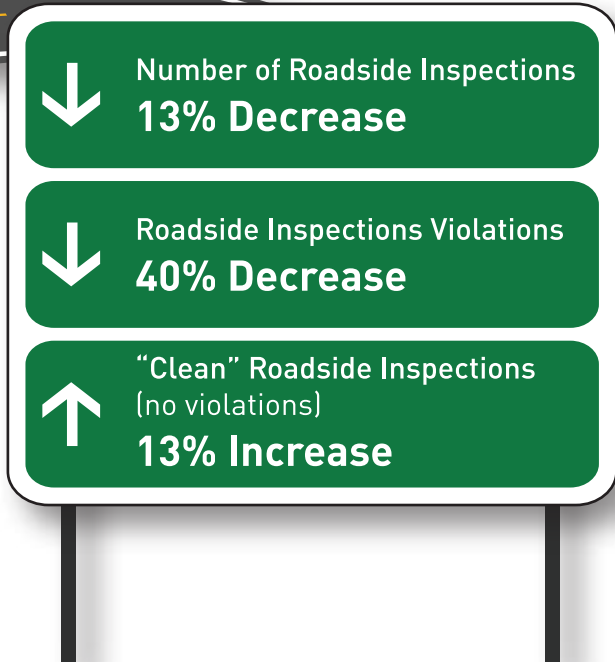 Number of Roadside Inspections
13% Decrease
Roadside Inspections Violations
40% Decrease
“Clean” Roadside Inspections
(no violations)
13% Increase